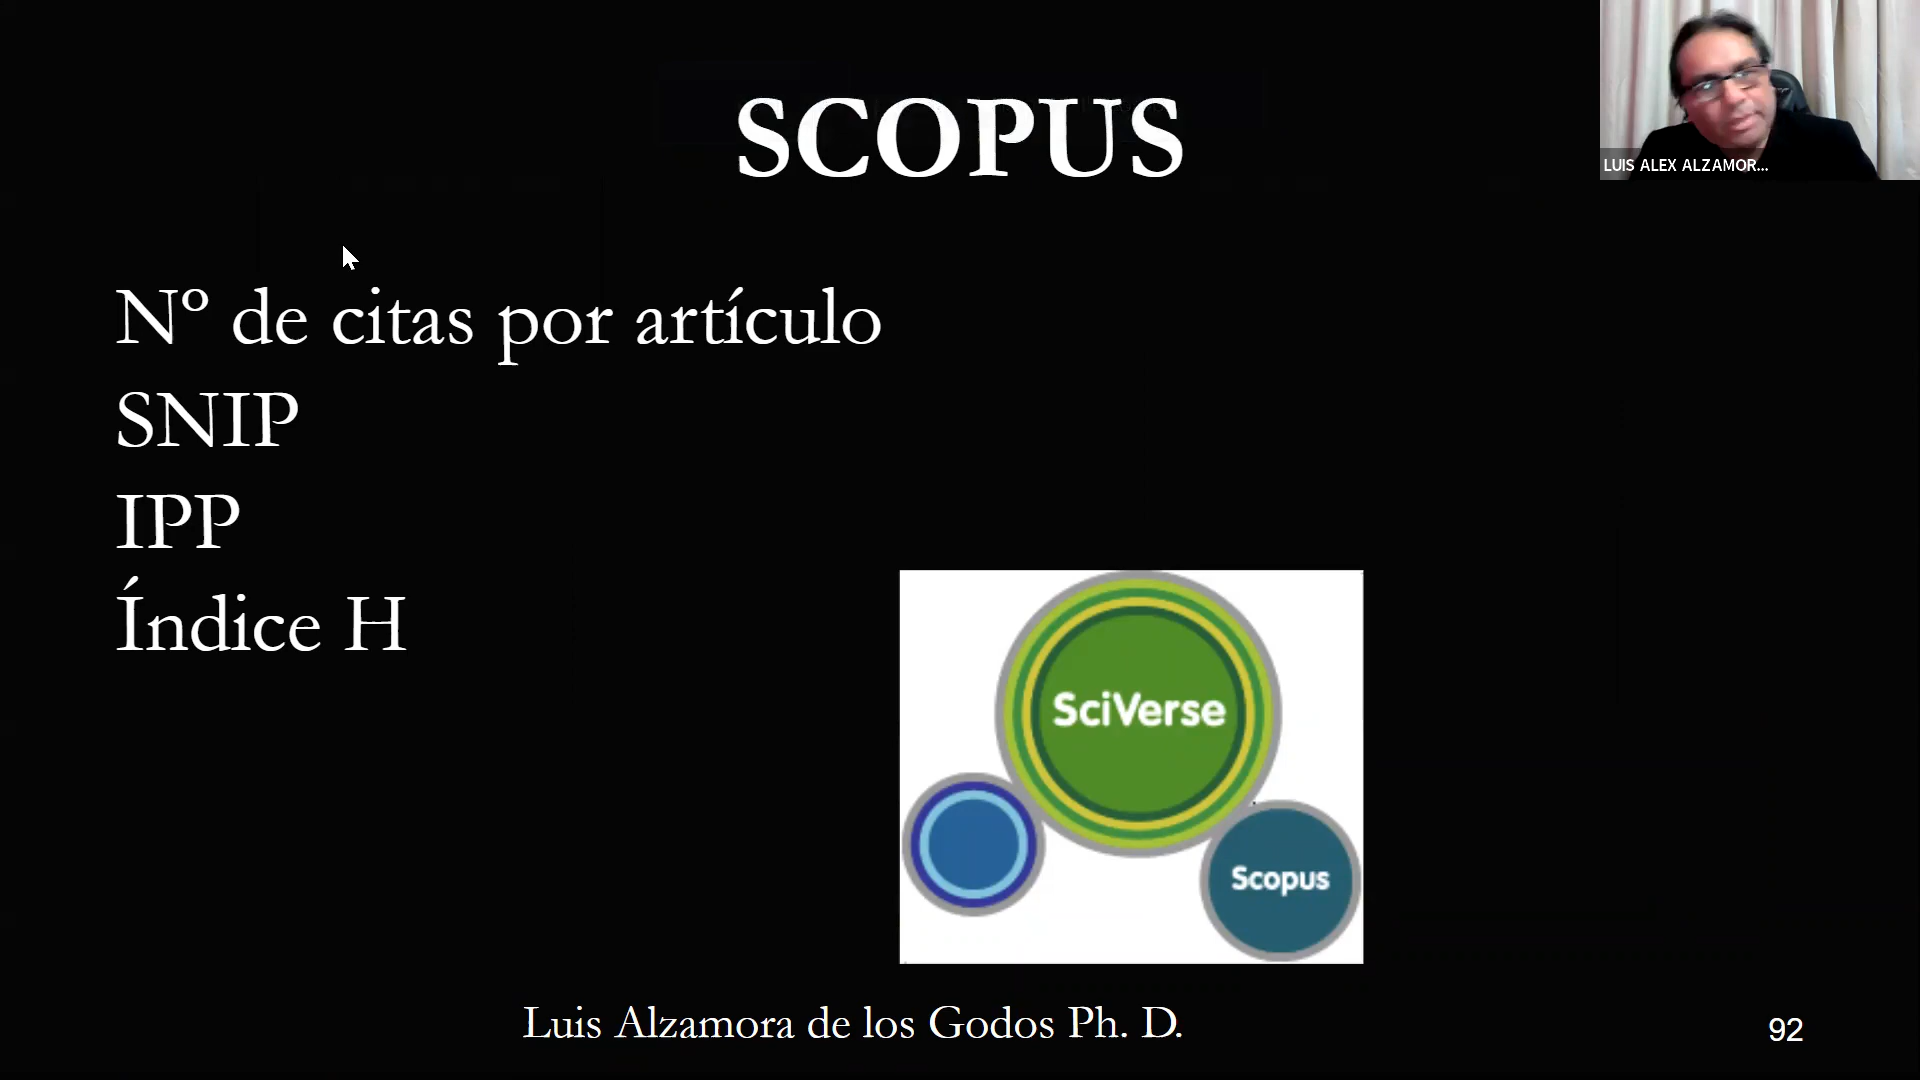 SCOPUS
LUIS ALEX ALZAMOR...
Nº de citas por artículo
SNIP
IPP
Índice H
SciVerse
Scopus
Luis Alzamora de los Godos Ph. D.
92